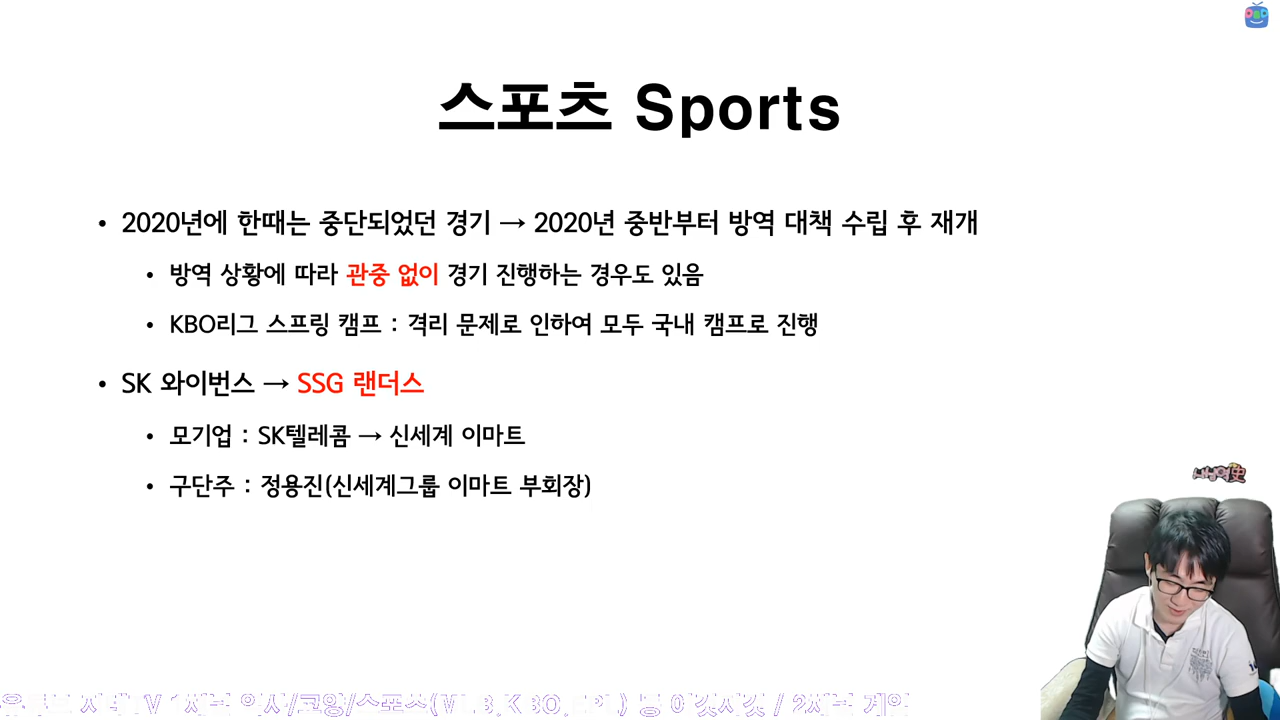 스포츠 Sports
• 2020년에 한때는 중단되었던 경기 → 2020년 중반부터 방역 대책 수립 후 재개
• 방역 상황에 따라 관중 없이 경기 진행하는 경우도 있음
• KBO리그 스프링 캠프 : 격리 문제로 인하여 모두 국내 캠프로 진행
• SK 와이번스 → SSG 랜더스
• 모기업 : SK텔레콤 → 신세계 이마트
• 구단주 : 정용진(신세계그룹 이마트 부회장)